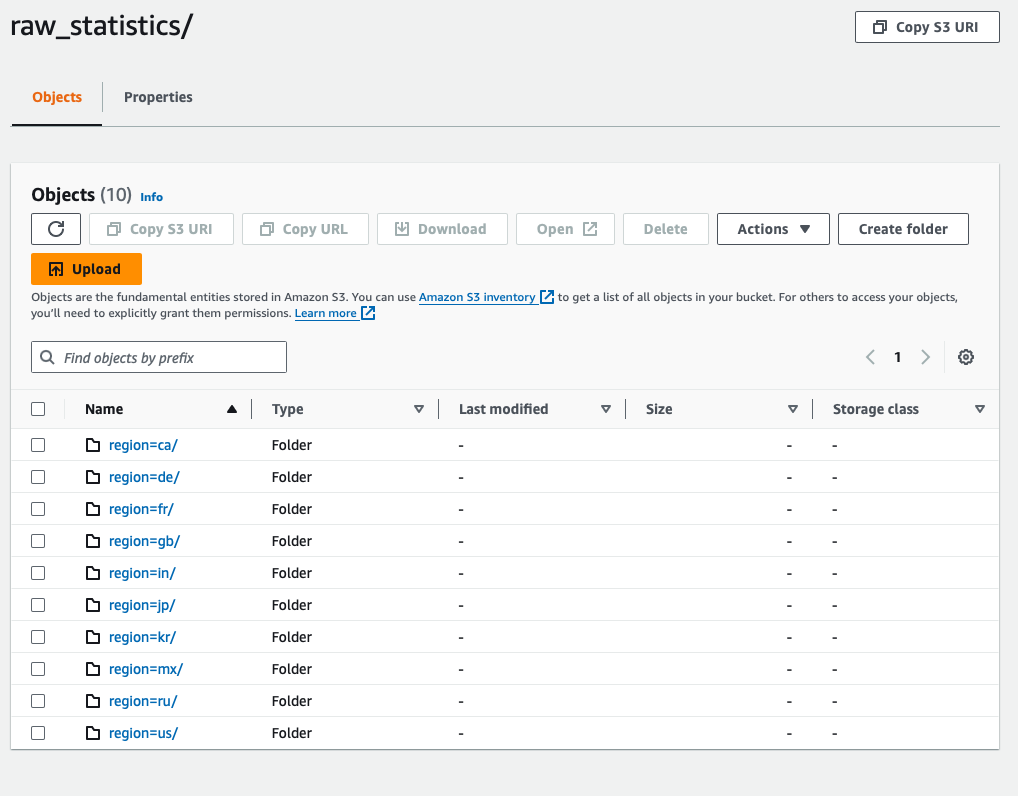 raw_statistics/
Copy S3 URI
Objects Properties
Objects (10) Info
Copy S3 URI Copy URL Download Open Delete Actions Create folder
Upload
Objects are the fundamental entities stored in Amazon S3. You can use Amazon S3 inventory to get a list of all objects in your bucket. For others to access your objects,
you'll need to explicitly grant them permissions. Learn more
Find objects by prefix
1
Name Type Last modified Size Storage class
region=ca/ Folder - - -
region=de/ Folder - - -
region=fr/ Folder - - -
region=gb/ Folder - - -
region=in/ Folder - - -
region=jp/ Folder - - -
region=kr/ Folder - - -
region=mx/ Folder - - -
region=ru/ Folder - - -
region=us/ Folder - - -